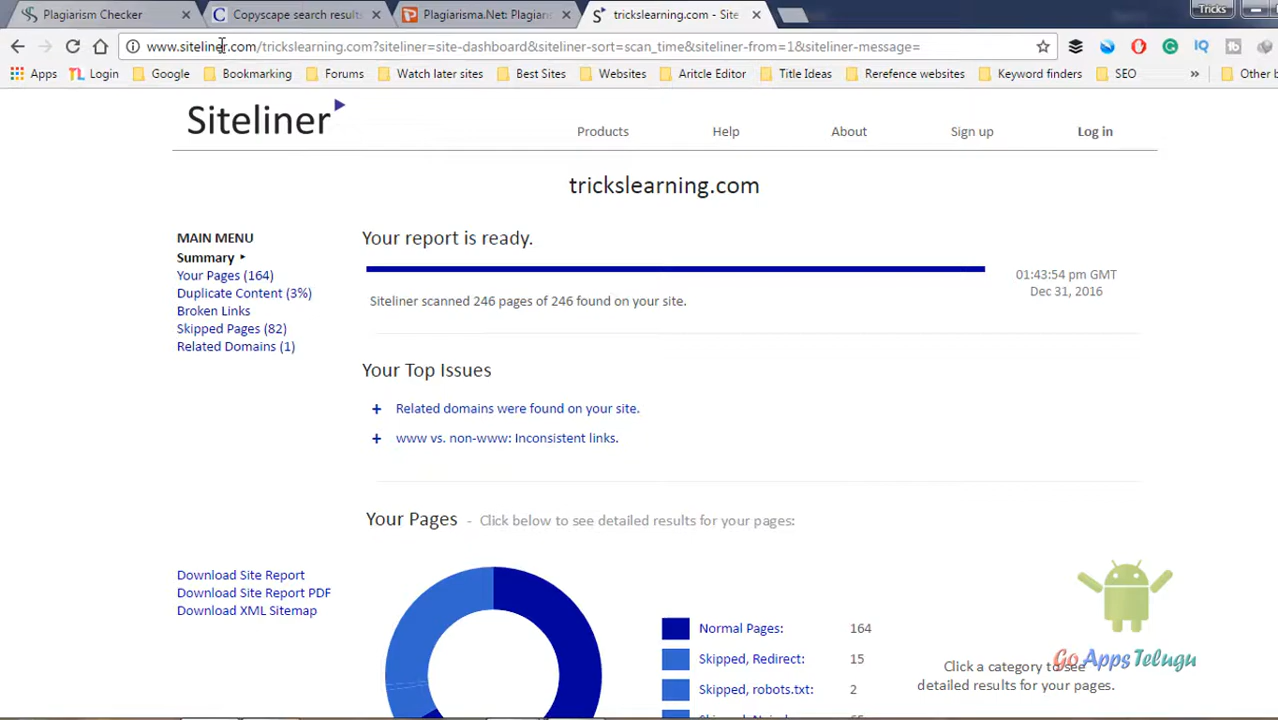 Plagiarism Checker
Copyscape search results
Plagiarisma.Net: Plagiari
trickslearning.com - Site
Tricks
www.siteliner.com/trickslearning.com?siteliner=site-dashboard&siteliner-sort=scan_time&siteliner-from=1&siteliner-message=
Apps Login Google Bookmarking Forums Watch later sites Best Sites Websites Aritcle Editor Title Ideas Rerefence websites Keyword finders SEO » Other b
Siteliner
Products Help About Sign up Log in
trickslearning.com
MAIN MENU
Summary
Your Pages (164)
Duplicate Content (3%)
Broken Links
Skipped Pages (82)
Related Domains (1)
Your report is ready.
01:43:54 pm GMT
Dec 31, 2016
Siteliner scanned 246 pages of 246 found on your site.
Your Top Issues
+ Related domains were found on your site.
+ www vs. non-www: Inconsistent links.
Your Pages - Click below to see detailed results for your pages:
Download Site Report
Download Site Report PDF
Download XML Sitemap
Normal Pages: 164
Skipped, Redirect: 15
Skipped, robots.txt: 2
Click a category to see
detailed results for your pages.
Go Apps Telugu